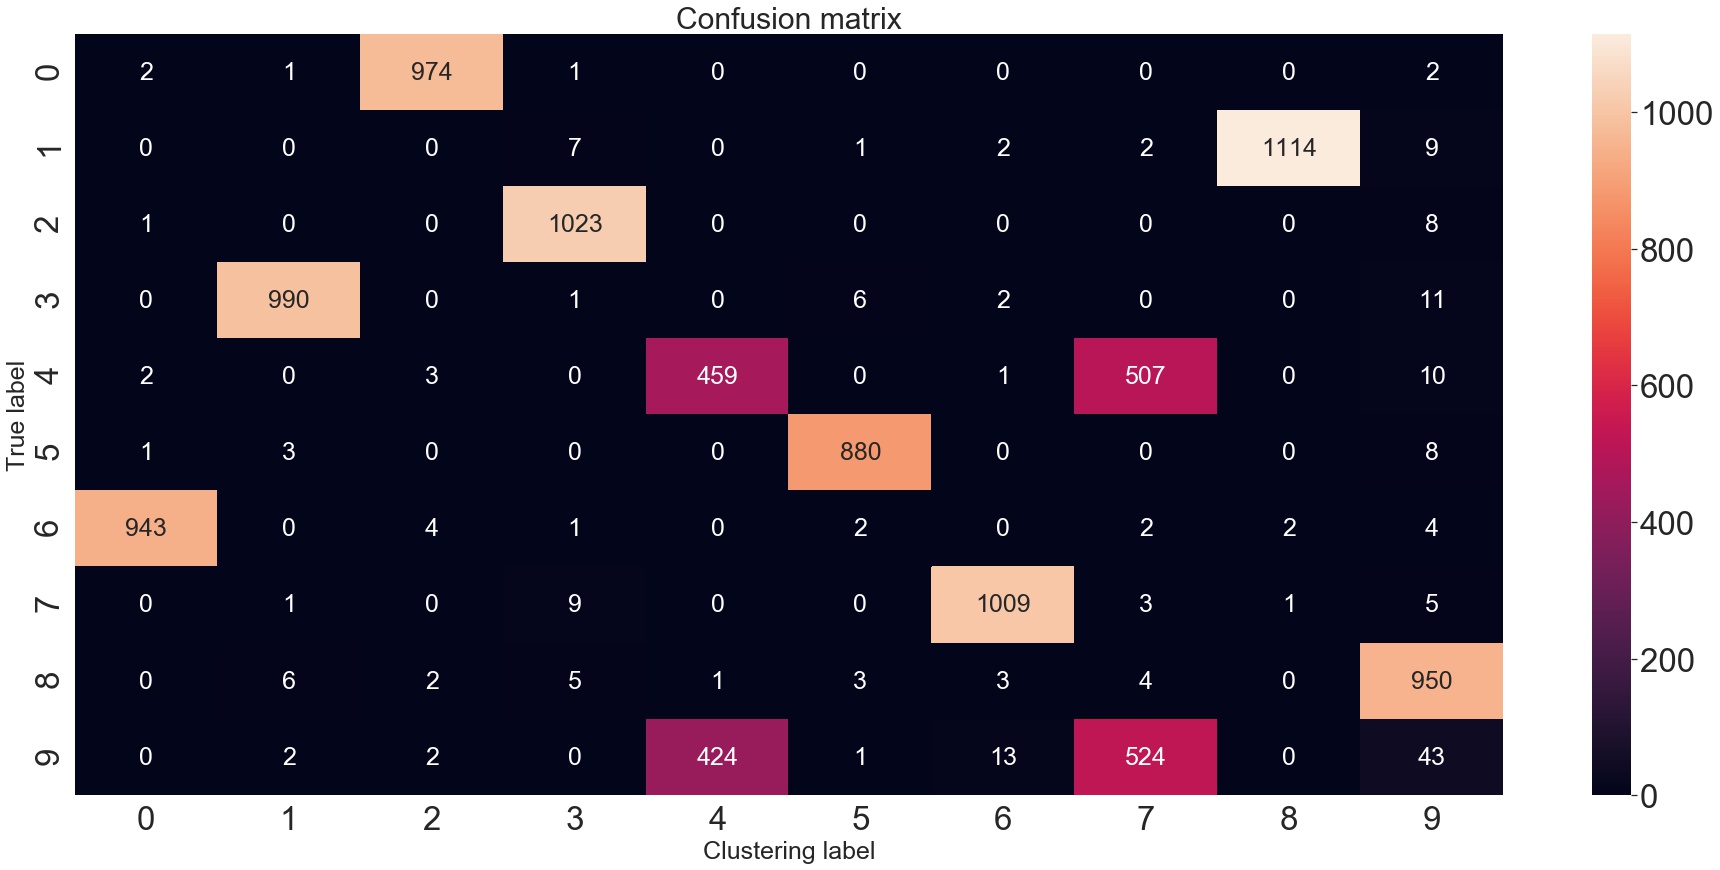 Confusion matrix
0 2 1 974 1 0 0 0 0 0 2
1 0 0 0 7 0 1 2 2 1114 9
2 1 0 0 1023 0 0 0 0 0 8
3 0 990 0 1 0 6 2 0 0 11
4 2 0 3 0 459 0 1 507 0 10
5 1 3 0 0 0 880 0 0 0 8
6 943 0 4 1 0 2 0 2 2 4
7 0 1 0 9 0 0 1009 3 1 5
8 0 6 2 5 1 3 3 4 0 950
9 0 2 2 0 424 1 13 524 0 43
0 1 2 3 4 5 6 7 8 9
Clustering label
True label
1000
800
600
400
200
0